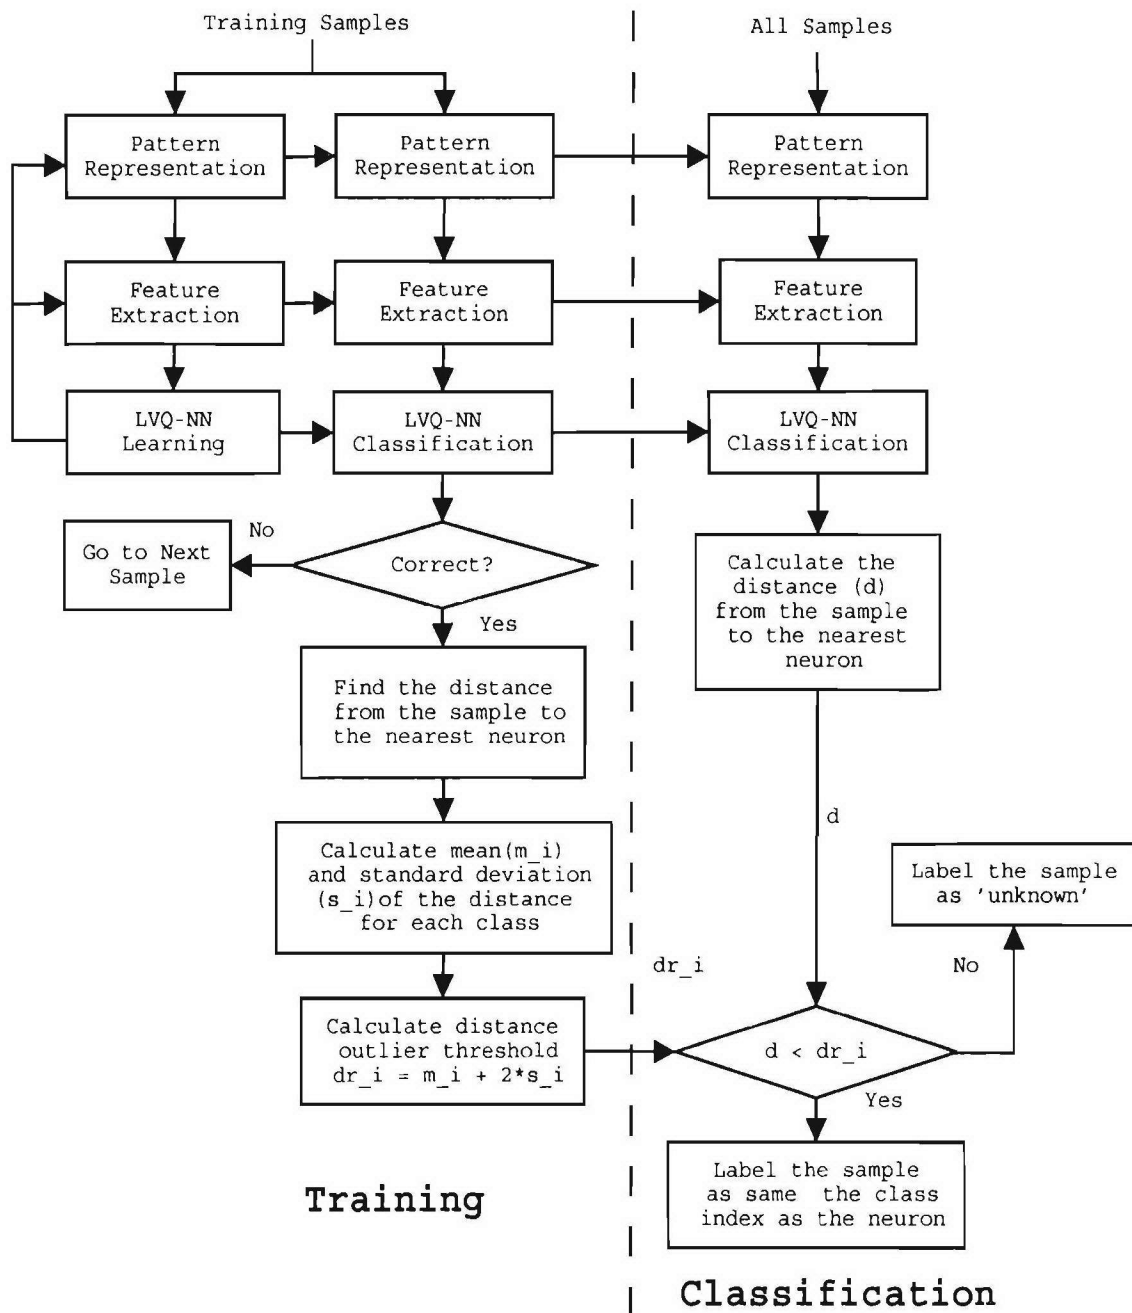 Training Samples
All Samples
Pattern
Representation
Pattern
Representation
Pattern
Representation
Feature
Extraction
Feature
Extraction
Feature
Extraction
LVQ-NN
Learning
LVQ-NN
Classification
LVQ-NN
Classification
Go to Next
Sample
No
Correct?
Yes
Find the distance
from the sample to
the nearest neuron
Calculate mean(m_i)
and standard deviation
(s_i)of the distance
for each class
Calculate distance
outlier threshold
dr_i = m_i + 2*s_i
Training
Calculate the
distance (d)
from the sample
to the nearest
neuron
d
Label the sample
as 'unknown'
No
dr_i
d < dr_i
Yes
Label the sample
as same the class
index as the neuron
Classification